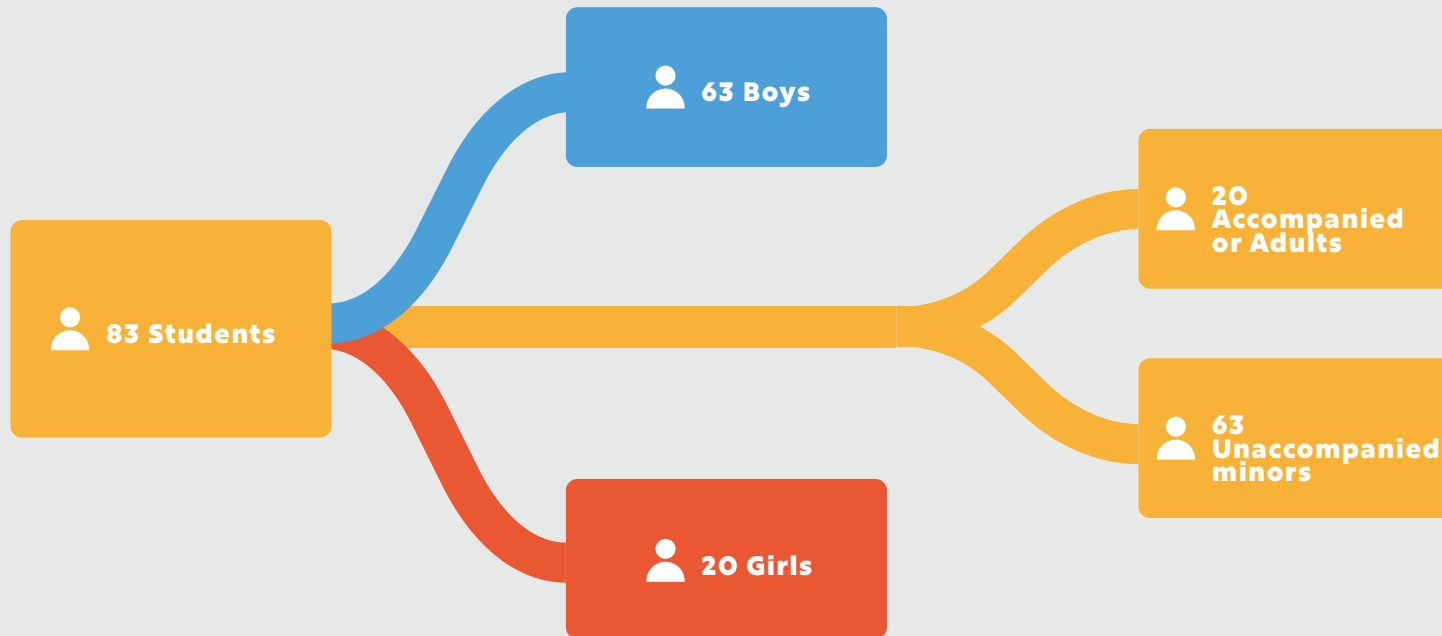 63 Boys
20
Accompanied
or Adults
83 Students
63
Unaccompanied
minors
20 Girls